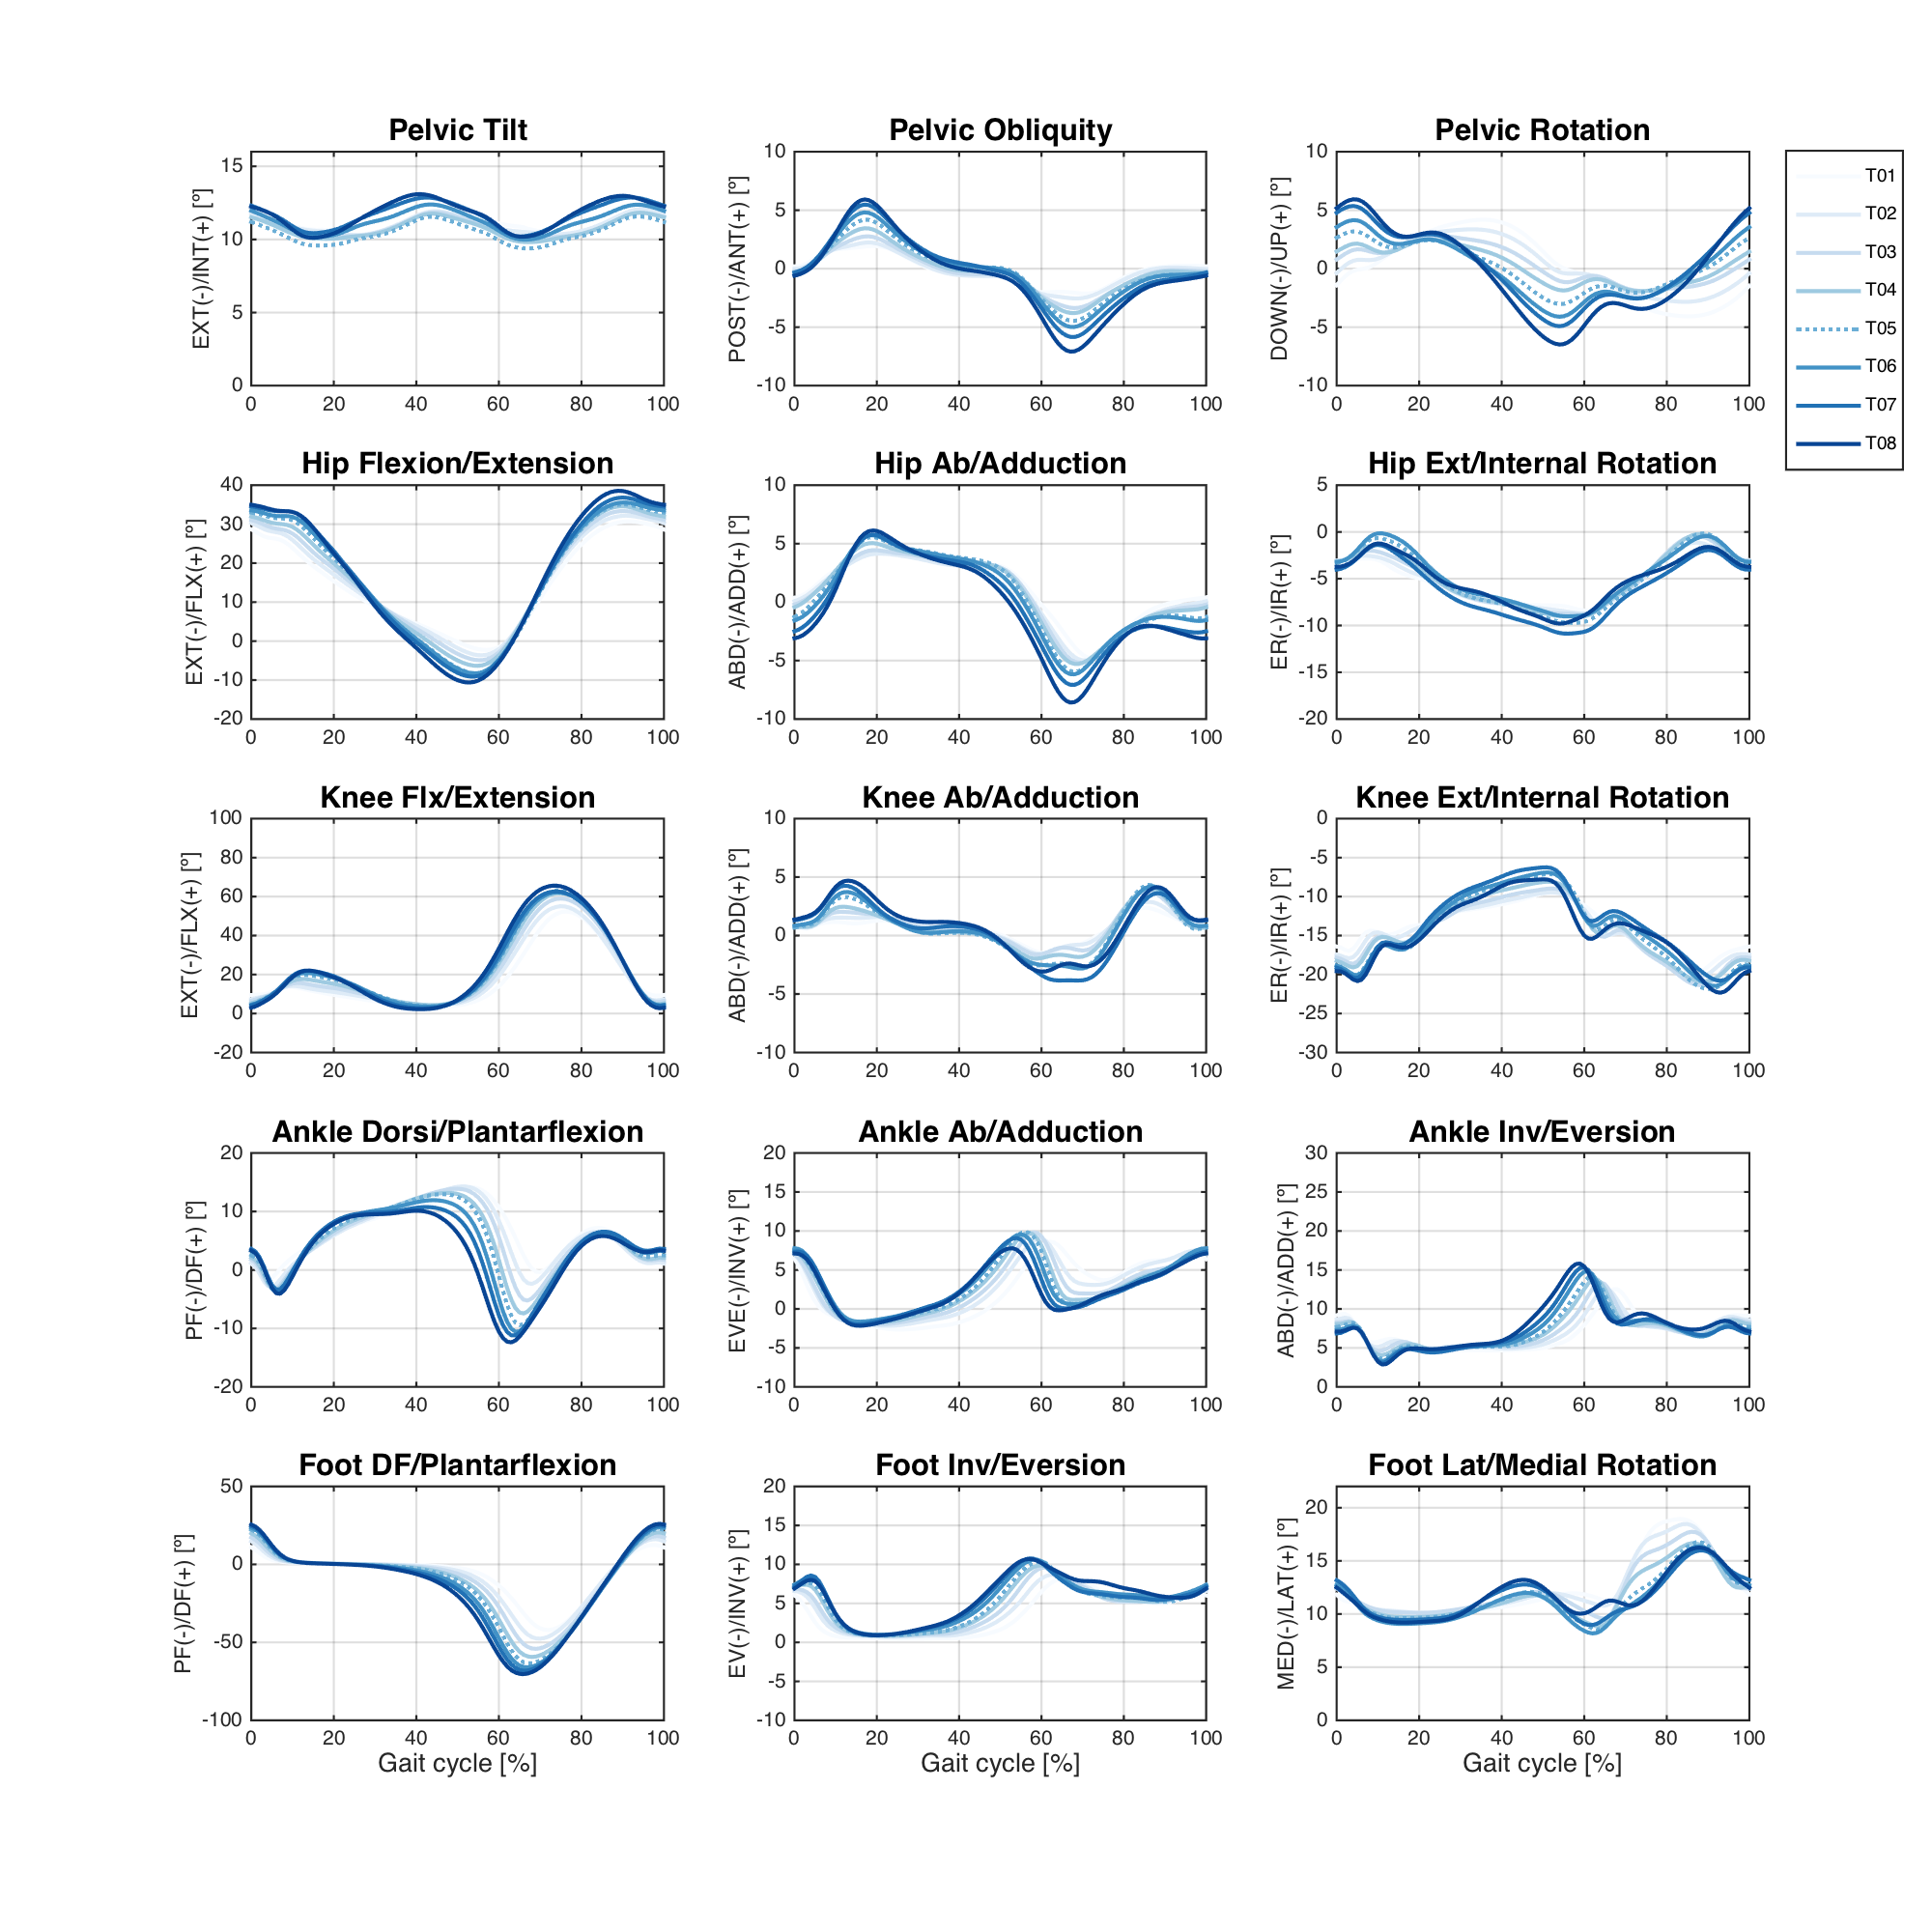 Pelvic Tilt
EXT(-)/INT(+) [º]
15
10
5
0
0 20 40 60 80 100
Pelvic Obliquity
POST(-)/ANT(+) [º]
10
5
0
-5
-10
0 20 40 60 80 100
Pelvic Rotation
DOWN(-)/UP(+) [º]
10
5
0
-5
-10
0 20 40 60 80 100
T01
T02
T03
T04
T05
T06
T07
T08
Hip Flexion/Extension
EXT(-)/FLX(+) [º]
40
30
20
10
0
-10
-20
0 20 40 60 80 100
Hip Ab/Adduction
ABD(-)/ADD(+) [º]
10
5
0
-5
-10
0 20 40 60 80 100
Hip Ext/Internal Rotation
ER(-)/IR(+) [º]
5
0
-5
-10
-15
-20
0 20 40 60 80 100
Knee Flx/Extension
EXT(-)/FLX(+) [º]
100
80
60
40
20
0
-20
0 20 40 60 80 100
Knee Ab/Adduction
ABD(-)/ADD(+) [º]
10
5
0
-5
-10
0 20 40 60 80 100
Knee Ext/Internal Rotation
ER(-)/IR(+) [º]
0
-5
-10
-15
-20
-25
-30
0 20 40 60 80 100
Ankle Dorsi/Plantarflexion
PF(-)/DF(+) [º]
20
10
0
-10
-20
0 20 40 60 80 100
Ankle Ab/Adduction
EVE(-)/INV(+) [º]
20
15
10
5
0
-5
-10
0 20 40 60 80 100
Ankle Inv/Eversion
ABD(-)/ADD(+) [º]
30
25
20
15
10
5
0
0 20 40 60 80 100
Foot DF/Plantarflexion
PF(-)/DF(+) [º]
50
0
-50
-100
0 20 40 60 80 100
Gait cycle [%]
Foot Inv/Eversion
EV(-)/INV(+) [º]
20
15
10
5
0
-5
-10
0 20 40 60 80 100
Gait cycle [%]
Foot Lat/Medial Rotation
MED(-)/LAT(+) [º]
20
15
10
5
0
0 20 40 60 80 100
Gait cycle [%]